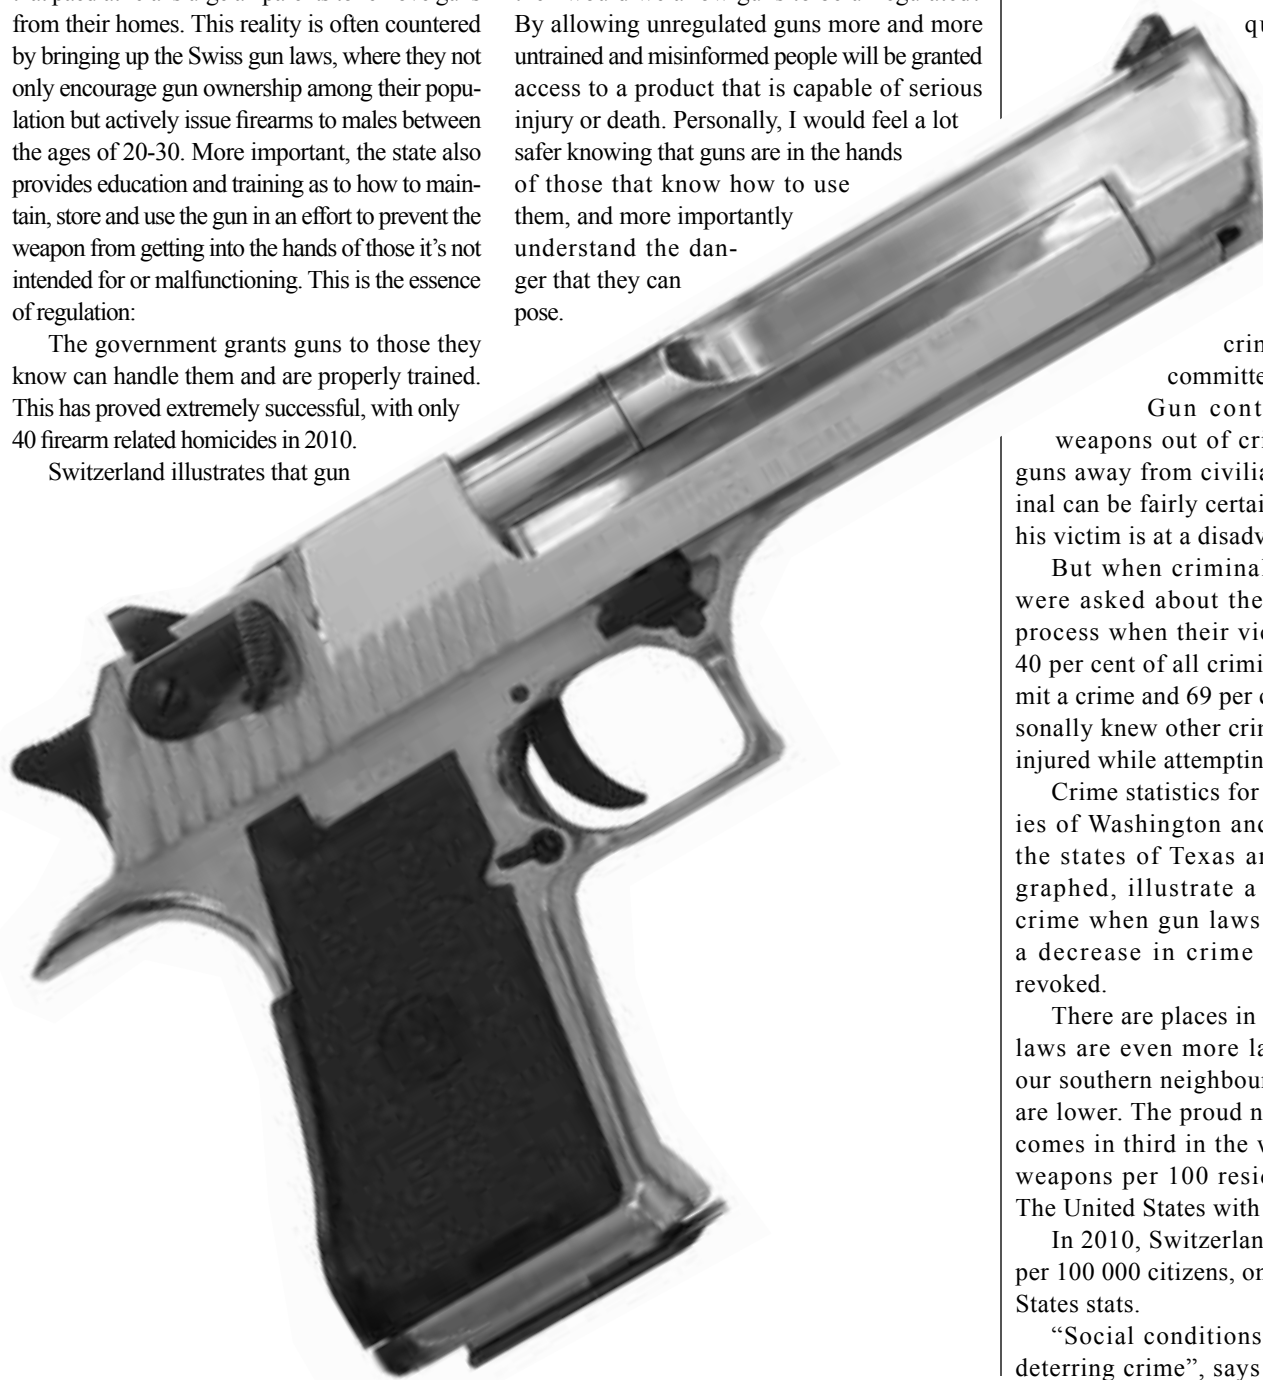 from their homes. This reality is often countered
by bringing up the Swiss gun laws, where they not
only encourage gun ownership among their popu-
lation but actively issue firearms to males between
the ages of 20-30. More important, the state also
provides education and training as to how to main-
tain, store and use the gun in an effort to prevent the
weapon from getting into the hands of those it’s not
intended for or malfunctioning. This is the essence
of regulation:
The government grants guns to those they
know can handle them and are properly trained.
This has proved extremely successful, with only
40 firearm related homicides in 2010.
Switzerland illustrates that gun
By allowing unregulated guns more and more
untrained and misinformed people will be granted
access to a product that is capable of serious
injury or death. Personally, I would feel a lot
safer knowing that guns are in the hands
of those that know how to use
them, and more importantly
understand the dan-
ger that they can
pose.
qu
crim
committe
Gun cont
weapons out of cri
guns away from civilia
inal can be fairly certai
his victim is at a disadv
But when criminal
were asked about the
process when their vic
40 per cent of all crimi
mit a crime and 69 per c
sonally knew other crim
injured while attemptin
Crime statistics for
ies of Washington and
the states of Texas an
graphed, illustrate a
crime when gun laws
a decrease in crime
revoked.
There are places in
laws are even more la
our southern neighbour
are lower. The proud n
comes in third in the w
weapons per 100 resid
The United States with
In 2010, Switzerlan
per 100 000 citizens, on
States stats.
“Social conditions
deterring crime”, says